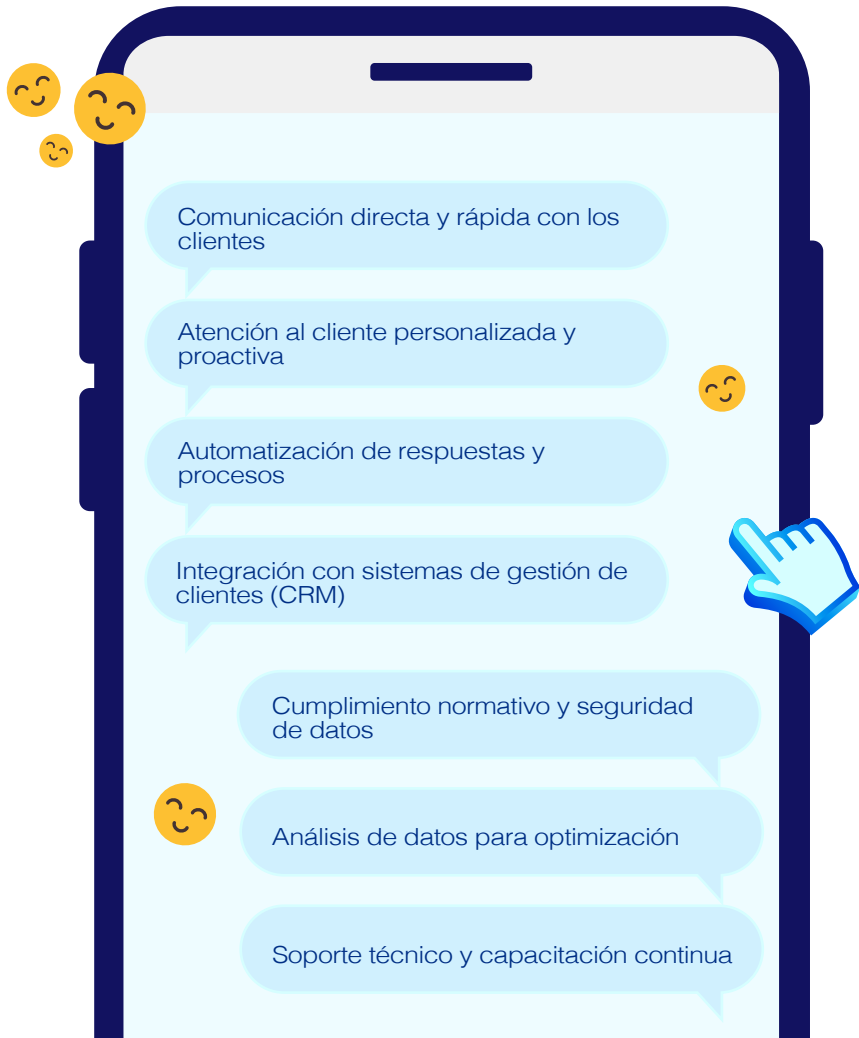 Comunicación directa y rápida con los
clientes
Atención al cliente personalizada y
proactiva
Automatización de respuestas y
procesos
Integración con sistemas de gestión de
clientes (CRM)
Cumplimiento normativo y seguridad
de datos
Análisis de datos para optimización
Soporte técnico y capacitación continua